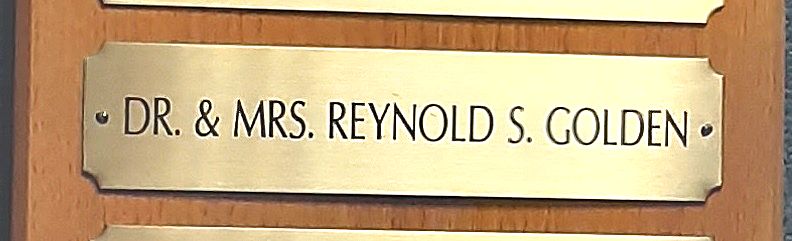 DR. & MRS. REYNOLD S. GOLDEN